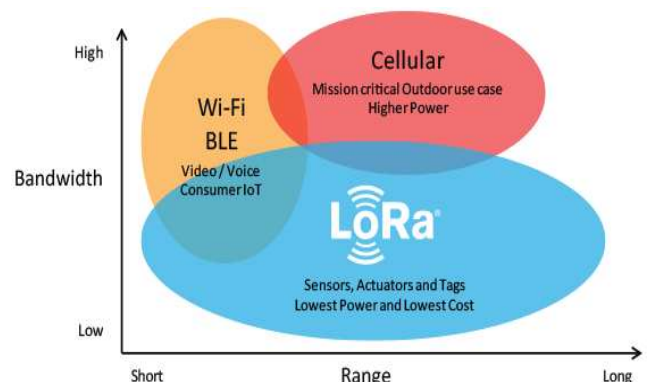 High
Bandwidth
Low
Wi-Fi
BLE
Video / Voice
Consumer IoT
Cellular
Mission critical Outdoor use case
Higher Power
LoRa®
Sensors, Actuators and Tags
Lowest Power and Lowest Cost
Short
Range
Long